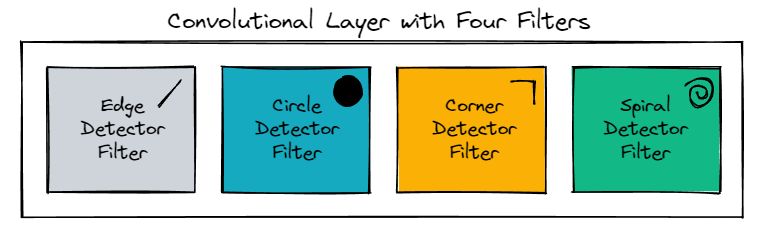 Convolutional Layer with Four Filters
Edge
Detector
Filter
Circle
Detector
Filter
Corner
Detector
Filter
Spiral
Detector
Filter